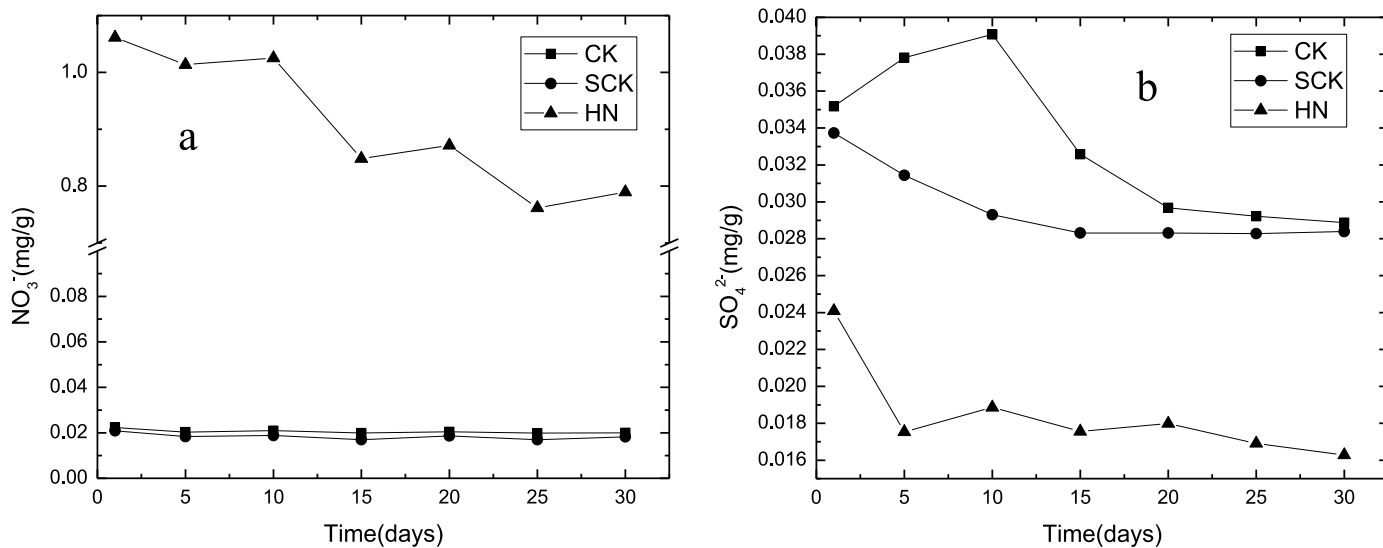 1.0
0.8
0.08
0.06
0.04
0.02
0.00
0
5
10
15
20
25
30
NO₃⁻(mg/g)
Time(days)
a
CK
SCK
HN
0.040
0.038
0.036
0.034
0.032
0.030
0.028
0.026
0.024
0.022
0.020
0.018
0.016
0
5
10
15
20
25
30
SO₄²⁻(mg/g)
Time(days)
b
CK
SCK
HN